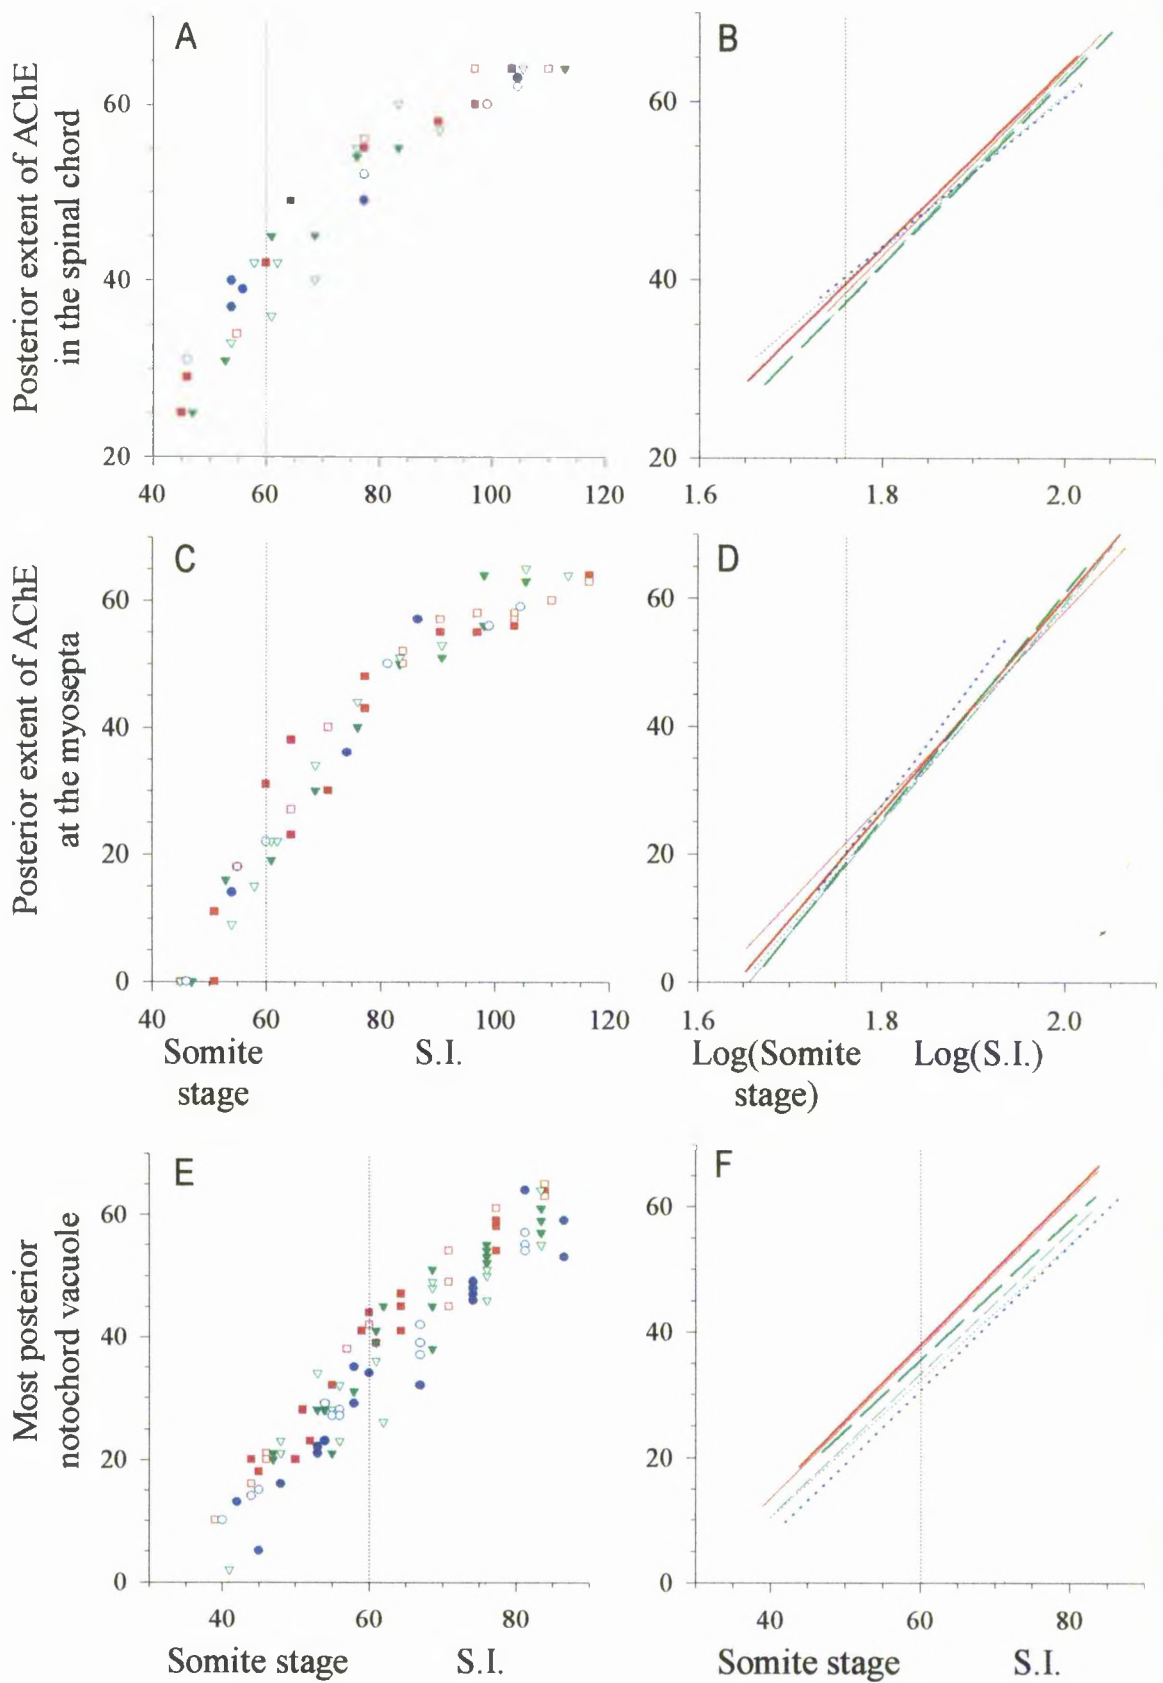 A
B
Posterior extent of AChE
in the spinal chord
60
40
20
40 60 80 100 120
60
40
20
1.6 1.8 2.0
C
D
Posterior extent of AChE
at the myosepta
60
40
20
0
40 60 80 100 120
Somite
stage
S.I.
60
40
20
0
1.6 1.8 2.0
Log(Somite
stage)
Log(S.I.)
E
F
Most posterior
notochord vacuole
60
40
20
0
40 60 80
Somite stage
S.I.
60
40
20
0
40 60 80
Somite stage
S.I.